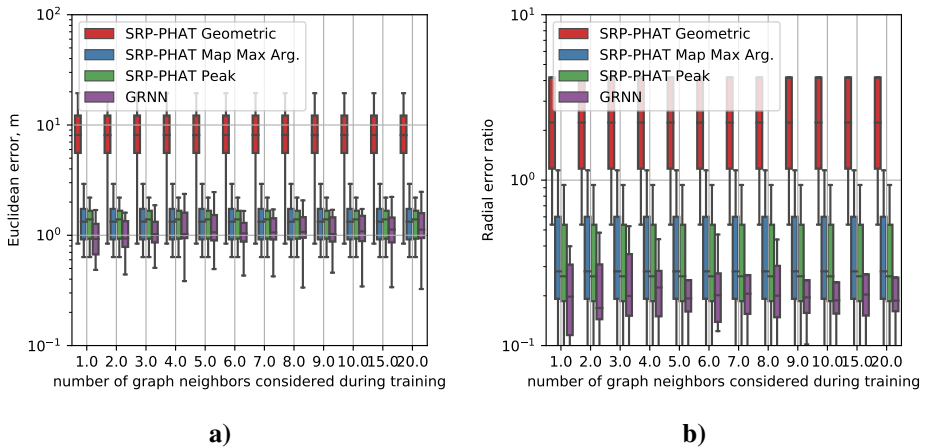 SRP-PHAT Geometric
SRP-PHAT Map Max Arg.
SRP-PHAT Peak
GRNN
10²
10¹
10⁰
10⁻¹
Euclidean error, m
1.0 2.0 3.0 4.0 5.0 6.0 7.0 8.0 9.0 10.0 15.0 20.0
number of graph neighbors considered during training
a)
SRP-PHAT Geometric
SRP-PHAT Map Max Arg.
SRP-PHAT Peak
GRNN
10¹
10⁰
10⁻¹
Radial error ratio
1.0 2.0 3.0 4.0 5.0 6.0 7.0 8.0 9.0 10.0 15.0 20.0
number of graph neighbors considered during training
b)